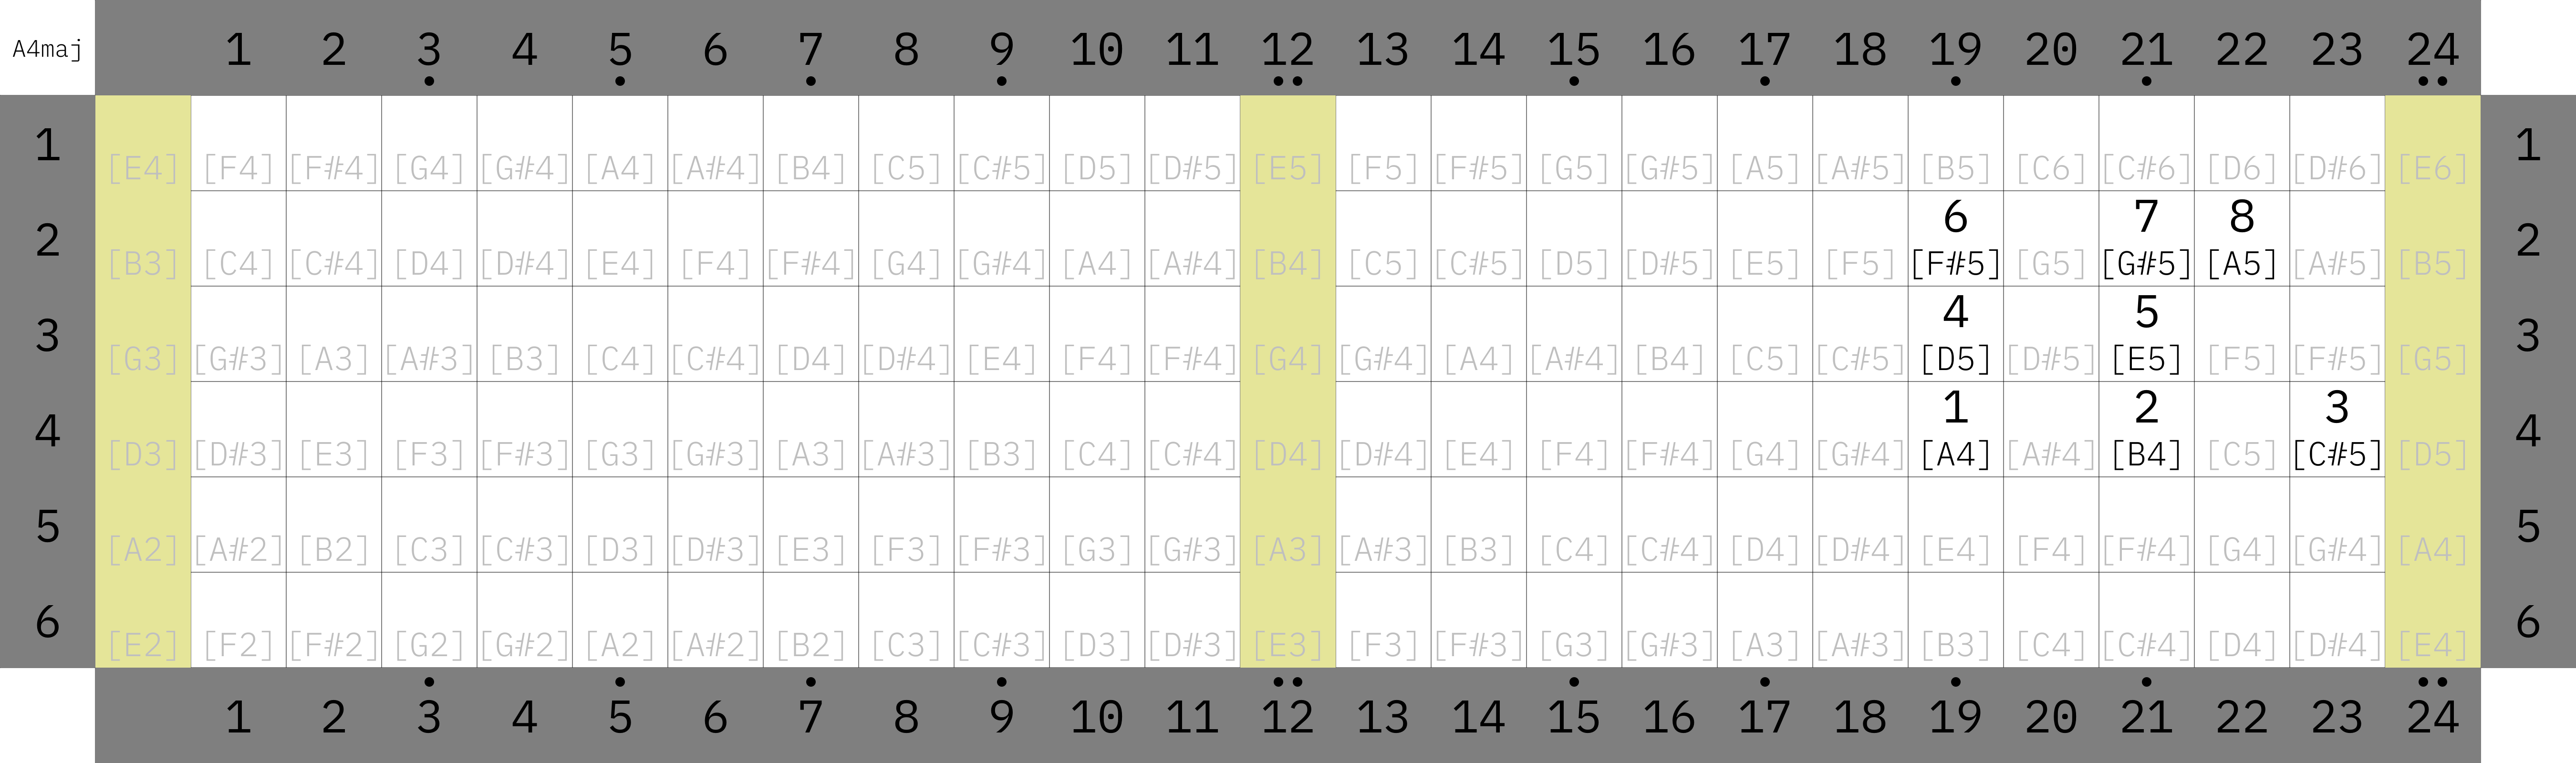 A4maj 1 2 3 4 5 6 7 8 9 10 11 12 13 14 15 16 17 18 19 20 21 22 23 24
1 [E4] [F4] [F#4] [G4] [G#4] [A4] [A#4] [B4] [C5] [C#5] [D5] [D#5] [E5] [F5] [F#5] [G5] [G#5] [A5] [A#5] [B5] [C6] [C#6] [D6] [D#6] [E6] 1
6 7 8
2 [B3] [C4] [C#4] [D4] [D#4] [E4] [F4] [F#4] [G4] [G#4] [A4] [A#4] [B4] [C5] [C#5] [D5] [D#5] [E5] [F5] [F#5] [G5] [G#5] [A5] [A#5] [B5] 2
4 5
3 [G3] [G#3] [A3] [A#3] [B3] [C4] [C#4] [D4] [D#4] [E4] [F4] [F#4] [G4] [G#4] [A4] [A#4] [B4] [C5] [C#5] [D5] [D#5] [E5] [F5] [F#5] [G5] 3
1 2 3
4 [D3] [D#3] [E3] [F3] [F#3] [G3] [G#3] [A3] [A#3] [B3] [C4] [C#4] [D4] [D#4] [E4] [F4] [F#4] [G4] [G#4] [A4] [A#4] [B4] [C5] [C#5] [D5] 4
5 [A2] [A#2] [B2] [C3] [C#3] [D3] [D#3] [E3] [F3] [F#3] [G3] [G#3] [A3] [A#3] [B3] [C4] [C#4] [D4] [D#4] [E4] [F4] [F#4] [G4] [G#4] [A4] 5
6 [E2] [F2] [F#2] [G2] [G#2] [A2] [A#2] [B2] [C3] [C#3] [D3] [D#3] [E3] [F3] [F#3] [G3] [G#3] [A3] [A#3] [B3] [C4] [C#4] [D4] [D#4] [E4] 6
1 2 3 4 5 6 7 8 9 10 11 12 13 14 15 16 17 18 19 20 21 22 23 24